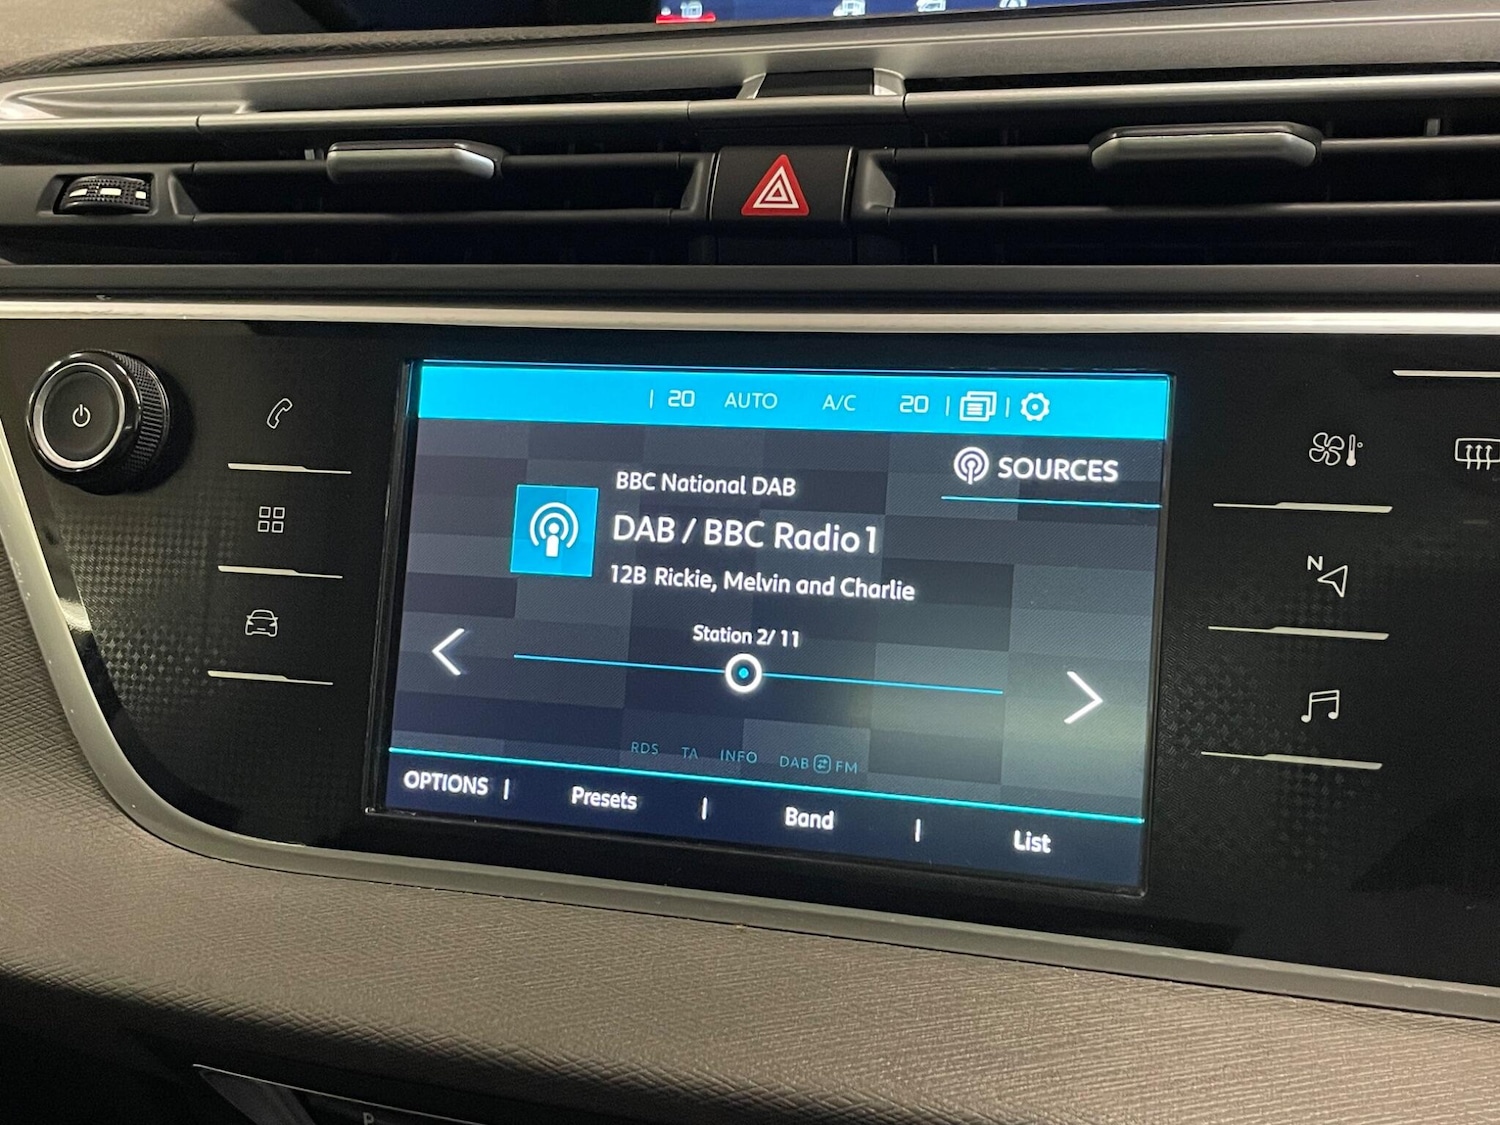 20 AUTO A/C 20
SOURCES
BBC National DAB
DAB / BBC Radio 1
12B Rickie, Melvin and Charlie
Station 2/ 11
RDS TA INFO DAB FM
OPTIONS Presets Band List
N
P